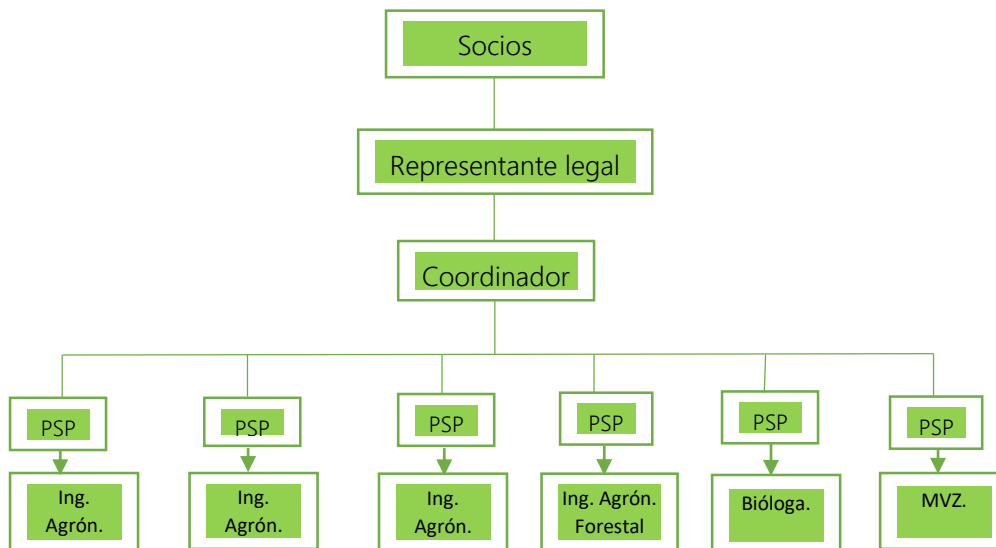 Socios
Representante legal
Coordinador
PSP
PSP
PSP
PSP
PSP
PSP
Ing.
Agrón.
Ing.
Agrón.
Ing.
Agrón.
Ing. Agrón.
Forestal
Bióloga.
MVZ.